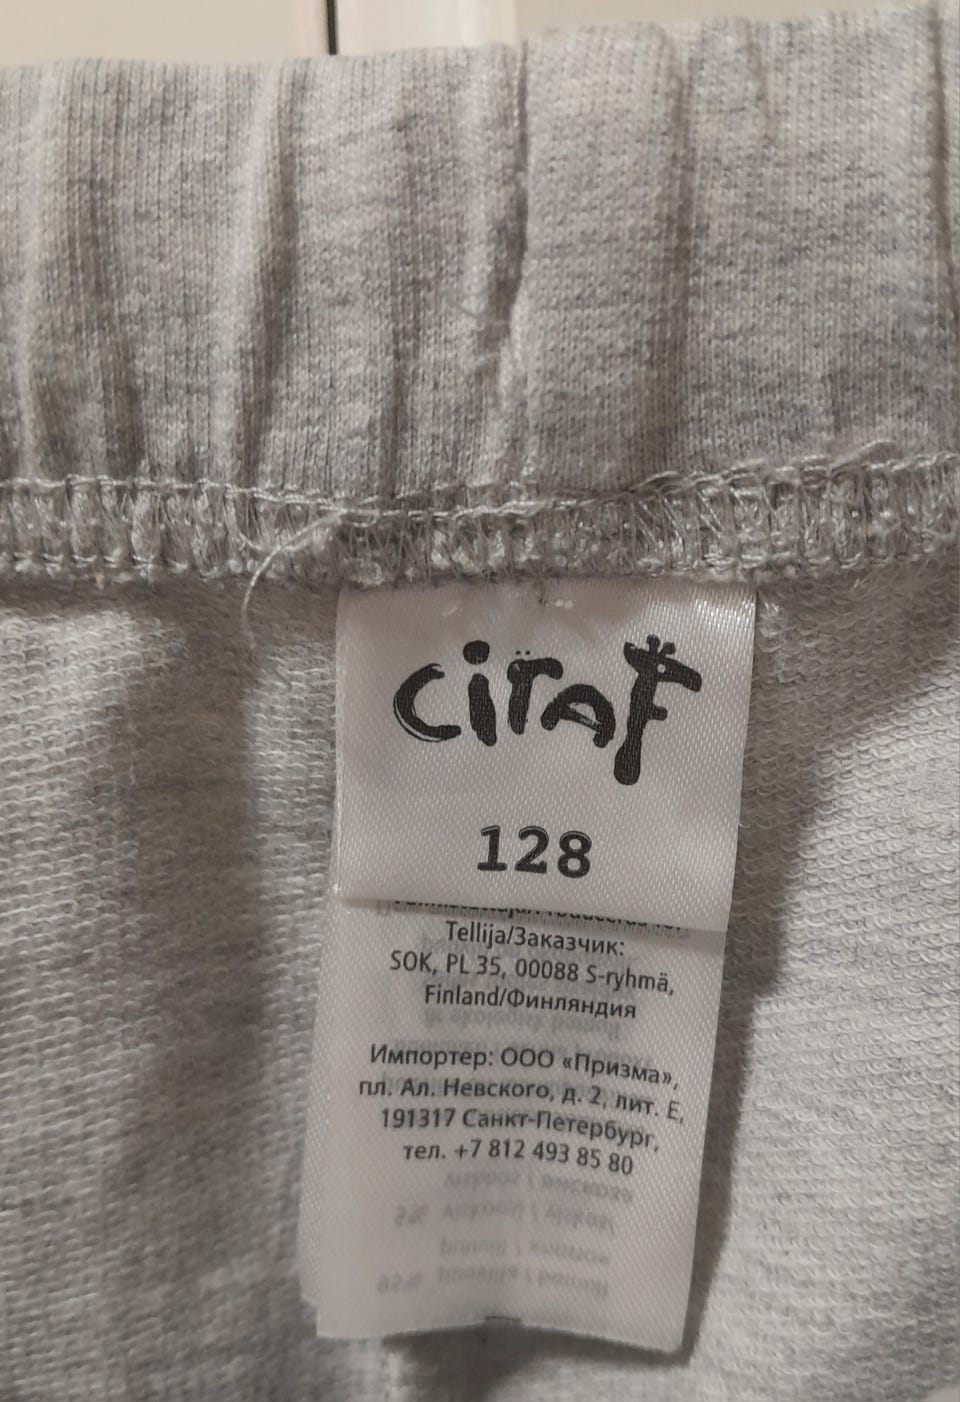 ciraf
128
Tellija/Заказчик:
SOK, PL 35, 00088 S-ryhmä,
Finland/Финляндия
Импортер: ООО «Призма»,
пл. Ал. Невского, д. 2, лит. Е,
191317 Санкт-Петербург,
тел. +7 812 493 85 80